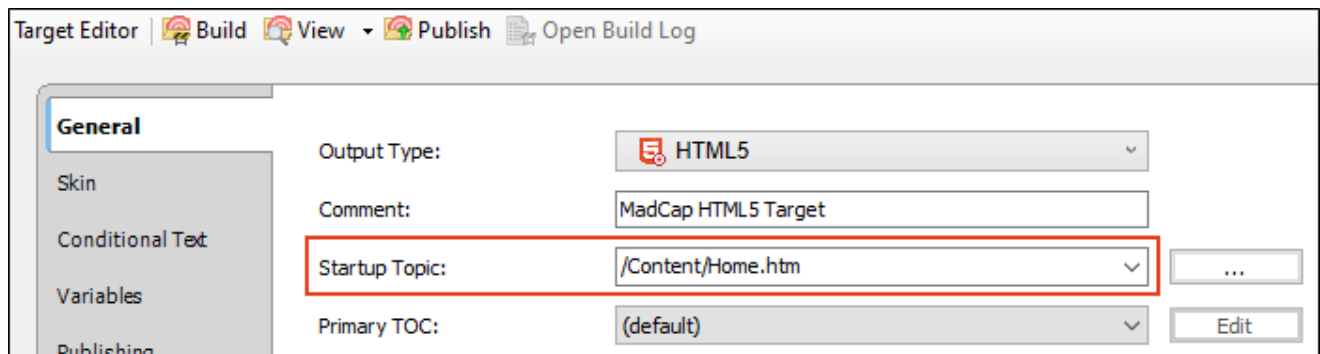 Target Editor Build View Publish Open Build Log
General
Output Type: HTML5
Skin
Comment: MadCap HTML5 Target
Conditional Text
Startup Topic: /Content/Home.htm ...
Variables
Primary TOC: (default) Edit
Publishing